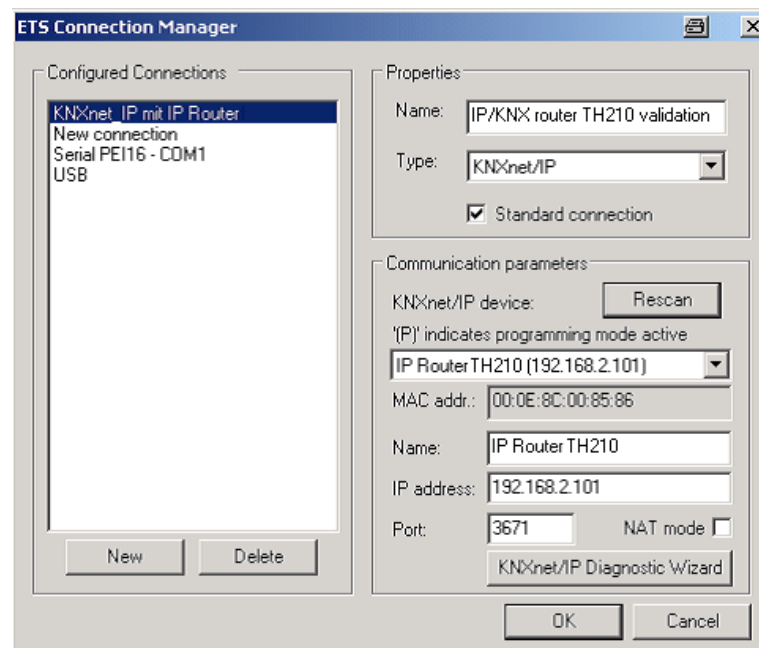 ETS Connection Manager
Configured Connections
KNXnet_IP mit IP Router
New connection
Serial PEI16 - COM1
USB
New
Delete
Properties
Name: IP/KNX router TH210 validation
Type: KNXnet/IP
Standard connection
Communication parameters
KNXnet/IP device: Rescan
'(P)' indicates programming mode active
IP Router TH210 (192.168.2.101)
MAC addr.: 00:0E:8C:00:85:86
Name: IP Router TH210
IP address: 192.168.2.101
Port: 3671 NAT mode
KNXnet/IP Diagnostic Wizard
OK
Cancel